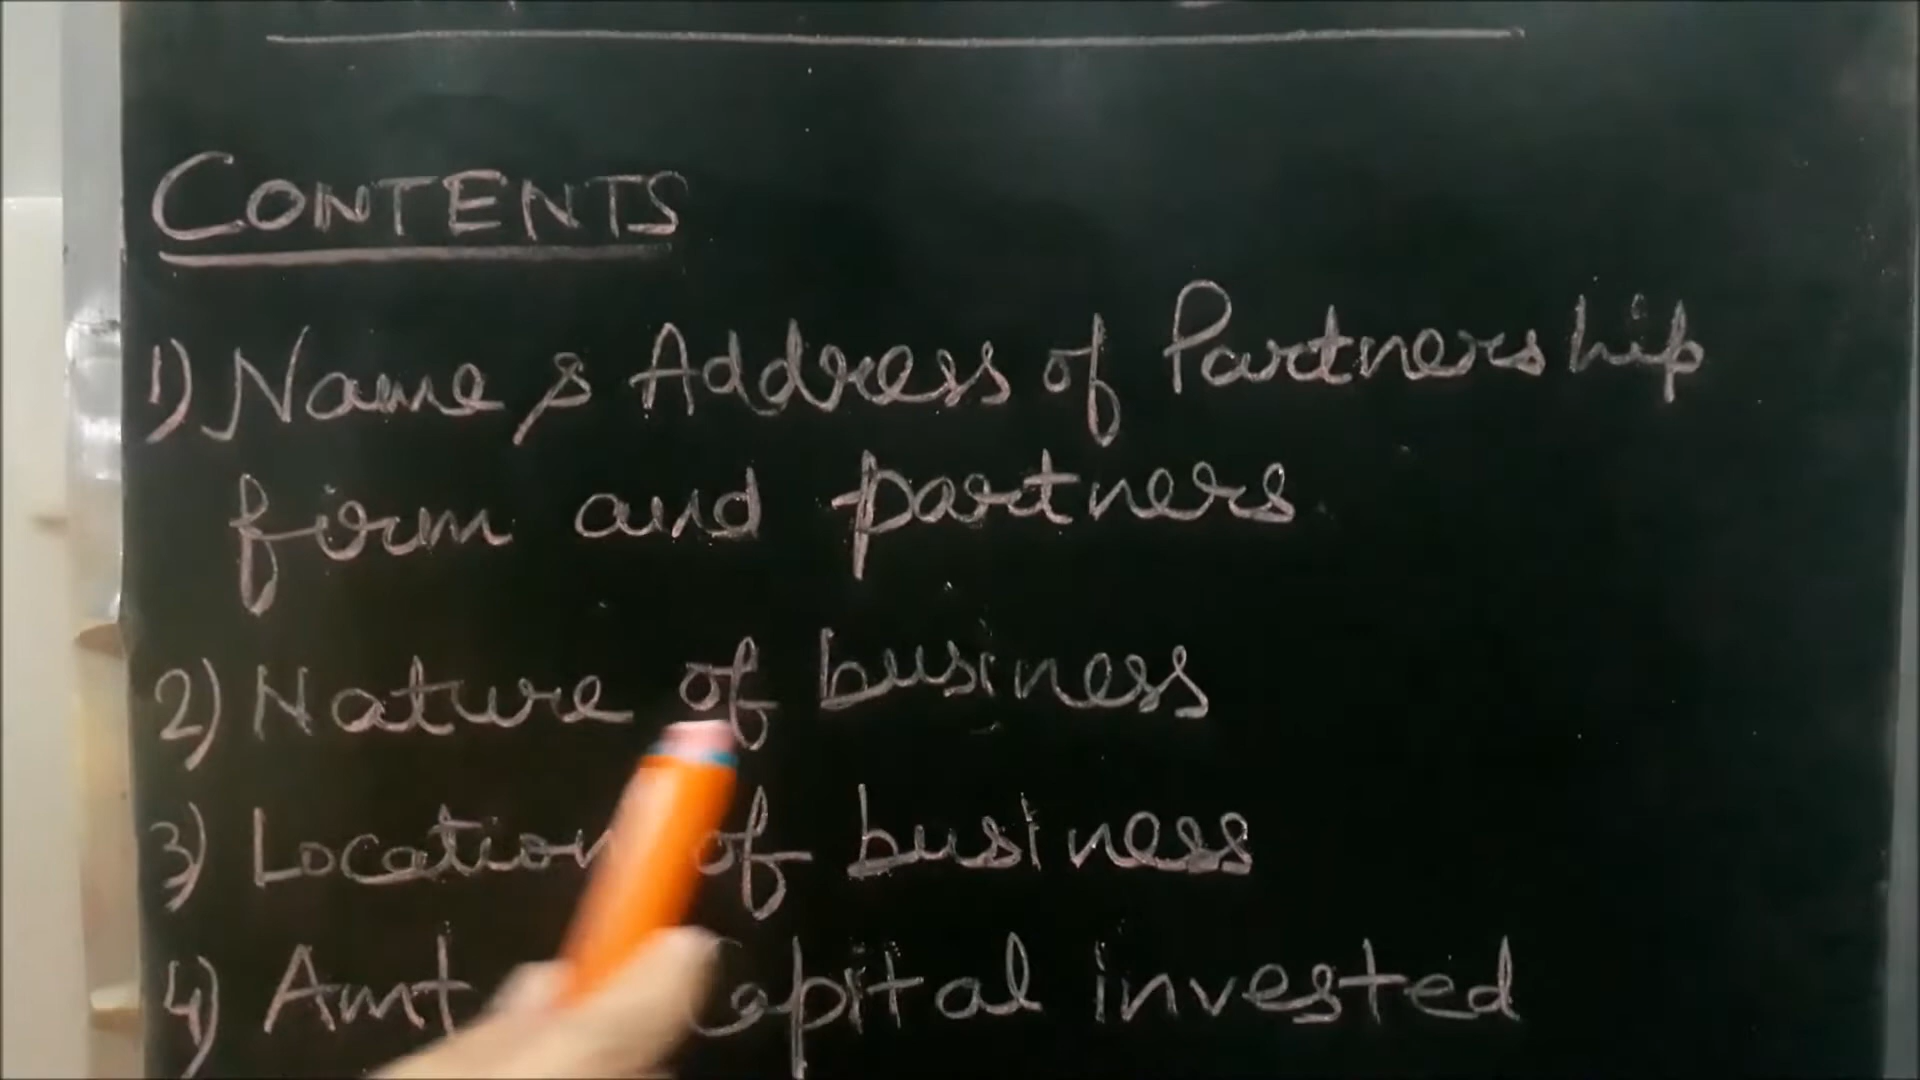 CONTENTS
1) Name & Address of Partnership
firm and partners
2) Nature of business
3) Location of business
4) Amt Capital invested